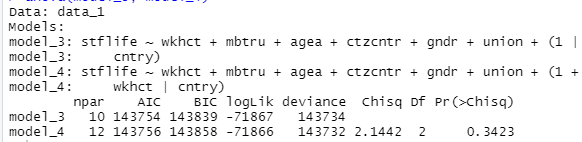 Data: data_1
Models:
model_3: stflife ~ wkhct + mbtru + agea + ctzcntr + gndr + union + (1 |
model_3:     cntry)
model_4: stflife ~ wkhct + mbtru + agea + ctzcntr + gndr + union + (1 +
model_4:     wkhct | cntry)
npar AIC BIC logLik deviance Chisq Df Pr(>Chisq)
model_3 10 143754 143839 -71867 143734
model_4 12 143756 143858 -71866 143732 2.1442 2 0.3423